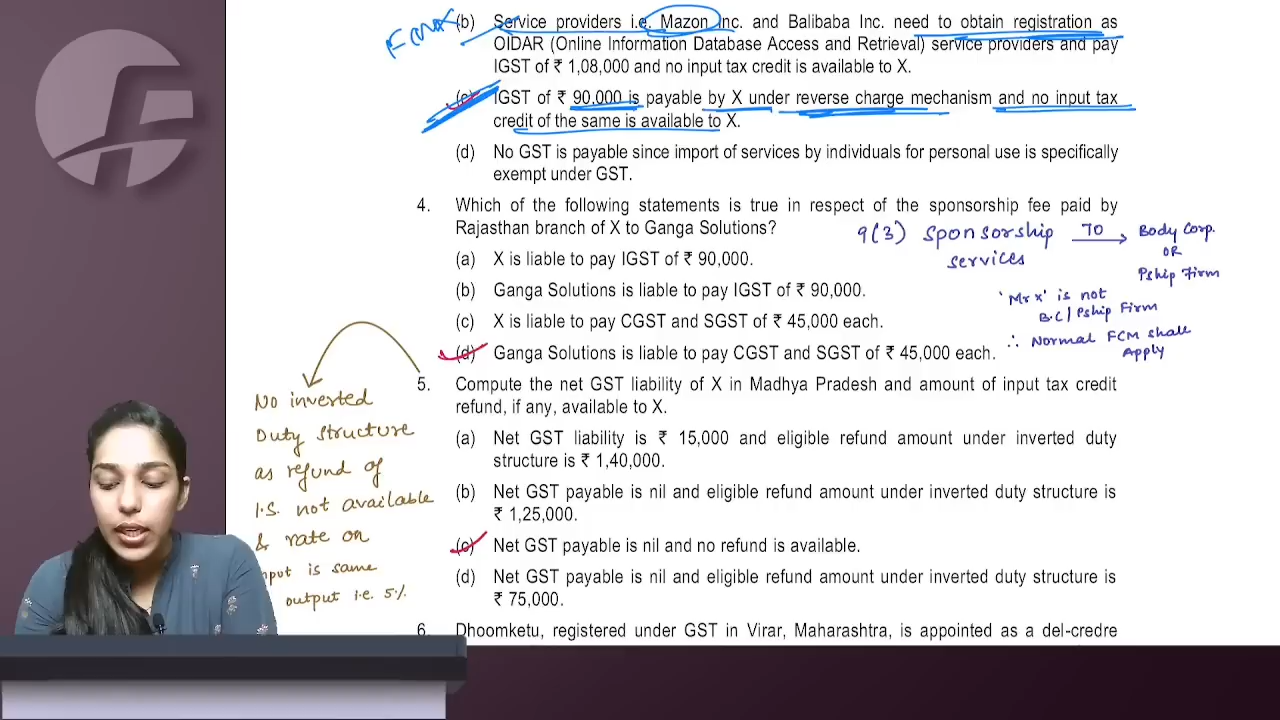 FCM
(b) Service providers i.e. Mazon Inc. and Balibaba Inc. need to obtain registration as
OIDAR (Online Information Database Access and Retrieval) service providers and pay
IGST of ₹ 1,08,000 and no input tax credit is available to X.
(c) IGST of ₹ 90,000 is payable by X under reverse charge mechanism and no input tax
credit of the same is available to X.
(d) No GST is payable since import of services by individuals for personal use is specifically
exempt under GST.
4. Which of the following statements is true in respect of the sponsorship fee paid by
Rajasthan branch of X to Ganga Solutions?
(a) X is liable to pay IGST of ₹ 90,000.
(b) Ganga Solutions is liable to pay IGST of ₹ 90,000.
(c) X is liable to pay CGST and SGST of ₹ 45,000 each.
(d) Ganga Solutions is liable to pay CGST and SGST of ₹ 45,000 each.
9(3) Sponsorship services TO → Body Corp.
OR
Pship Firm
'Mr X' is not
B.C/Pship Firm
∴ Normal FCM shall
Apply
5. Compute the net GST liability of X in Madhya Pradesh and amount of input tax credit
refund, if any, available to X.
(a) Net GST liability is ₹ 15,000 and eligible refund amount under inverted duty
structure is ₹ 1,40,000.
(b) Net GST payable is nil and eligible refund amount under inverted duty structure is
₹ 1,25,000.
(c) Net GST payable is nil and no refund is available.
(d) Net GST payable is nil and eligible refund amount under inverted duty structure is
₹ 75,000.
No inverted
Duty structure
as refund of
I.S. not available
& rate on
put is same
output i.e. 5%
6. Dhoomketu, registered under GST in Virar, Maharashtra, is appointed as a del-credre